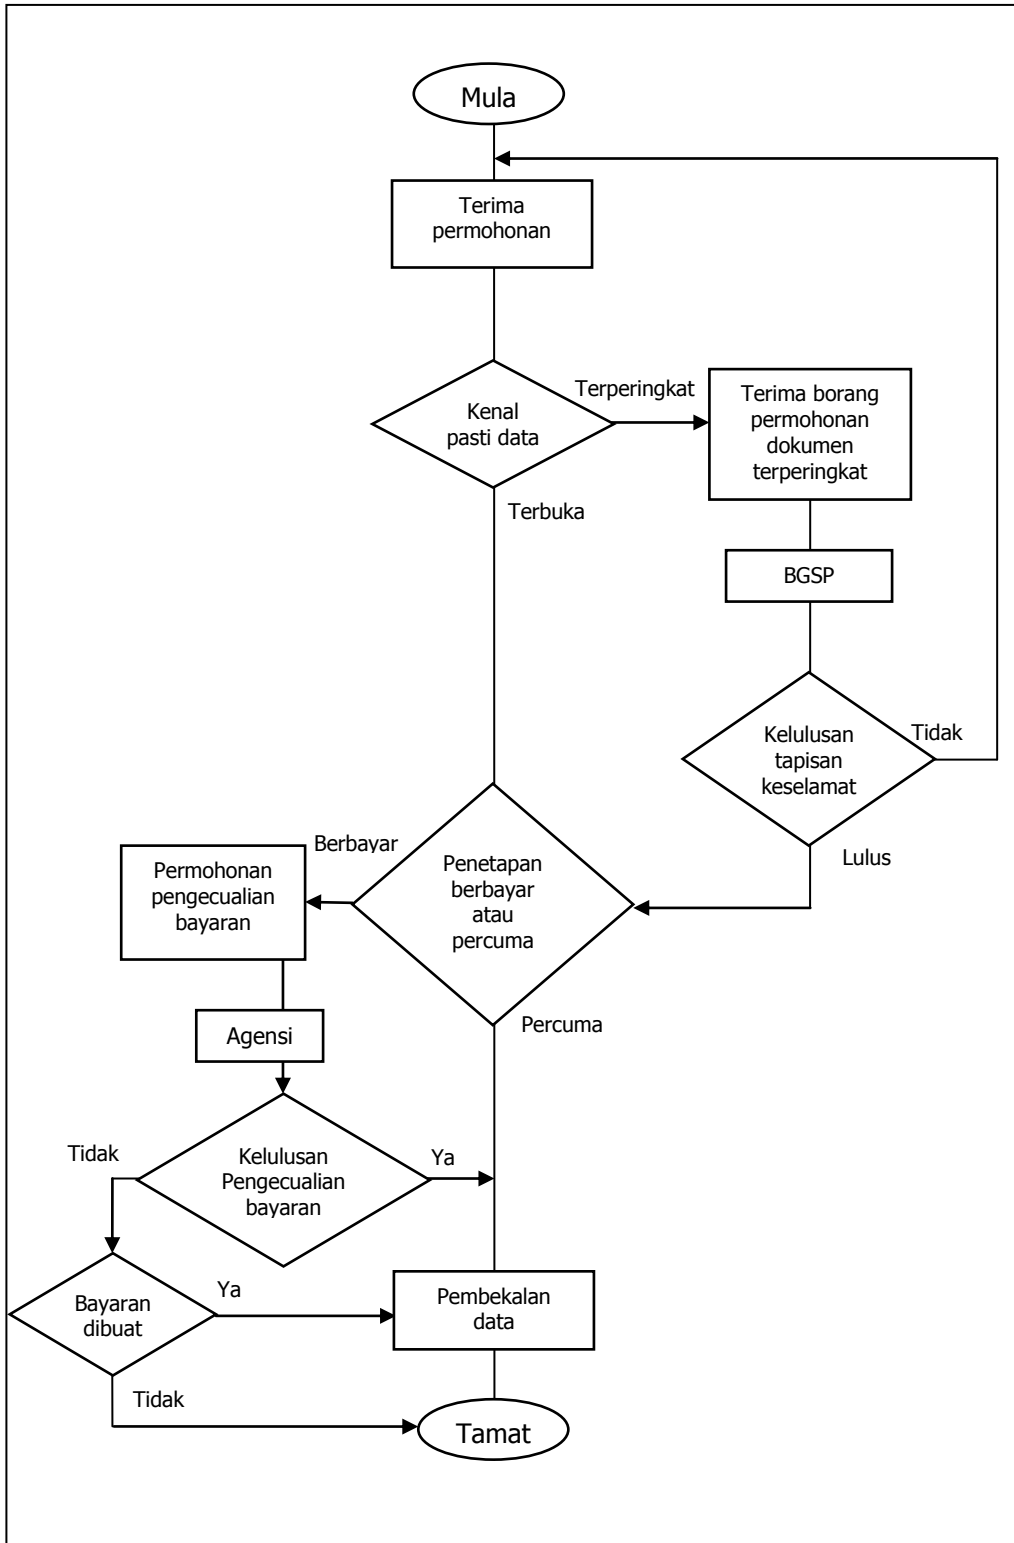 Mula
Terima
permohonan
Kenal
pasti data
Terperingkat
Terima borang
permohonan
dokumen
terperingkat
Terbuka
BGSP
Kelulusan
tapisan
keselamat
Tidak
Lulus
Penetapan
berbayar
atau
percuma
Berbayar
Permohonan
pengecualian
bayaran
Agensi
Percuma
Kelulusan
Pengecualian
bayaran
Tidak
Ya
Bayaran
dibuat
Ya
Pembekalan
data
Tidak
Tamat